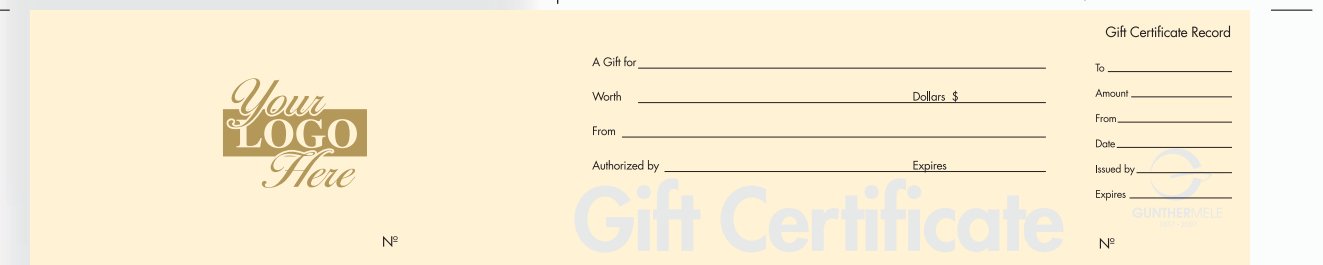 Your
LOGO
Here
Nº
A Gift for
Worth Dollars $
From
Authorized by Expires
Gift Certificate
Gift Certificate Record
To
Amount
From
Date
Issued by
Expires
GUNTHERMELE
Nº